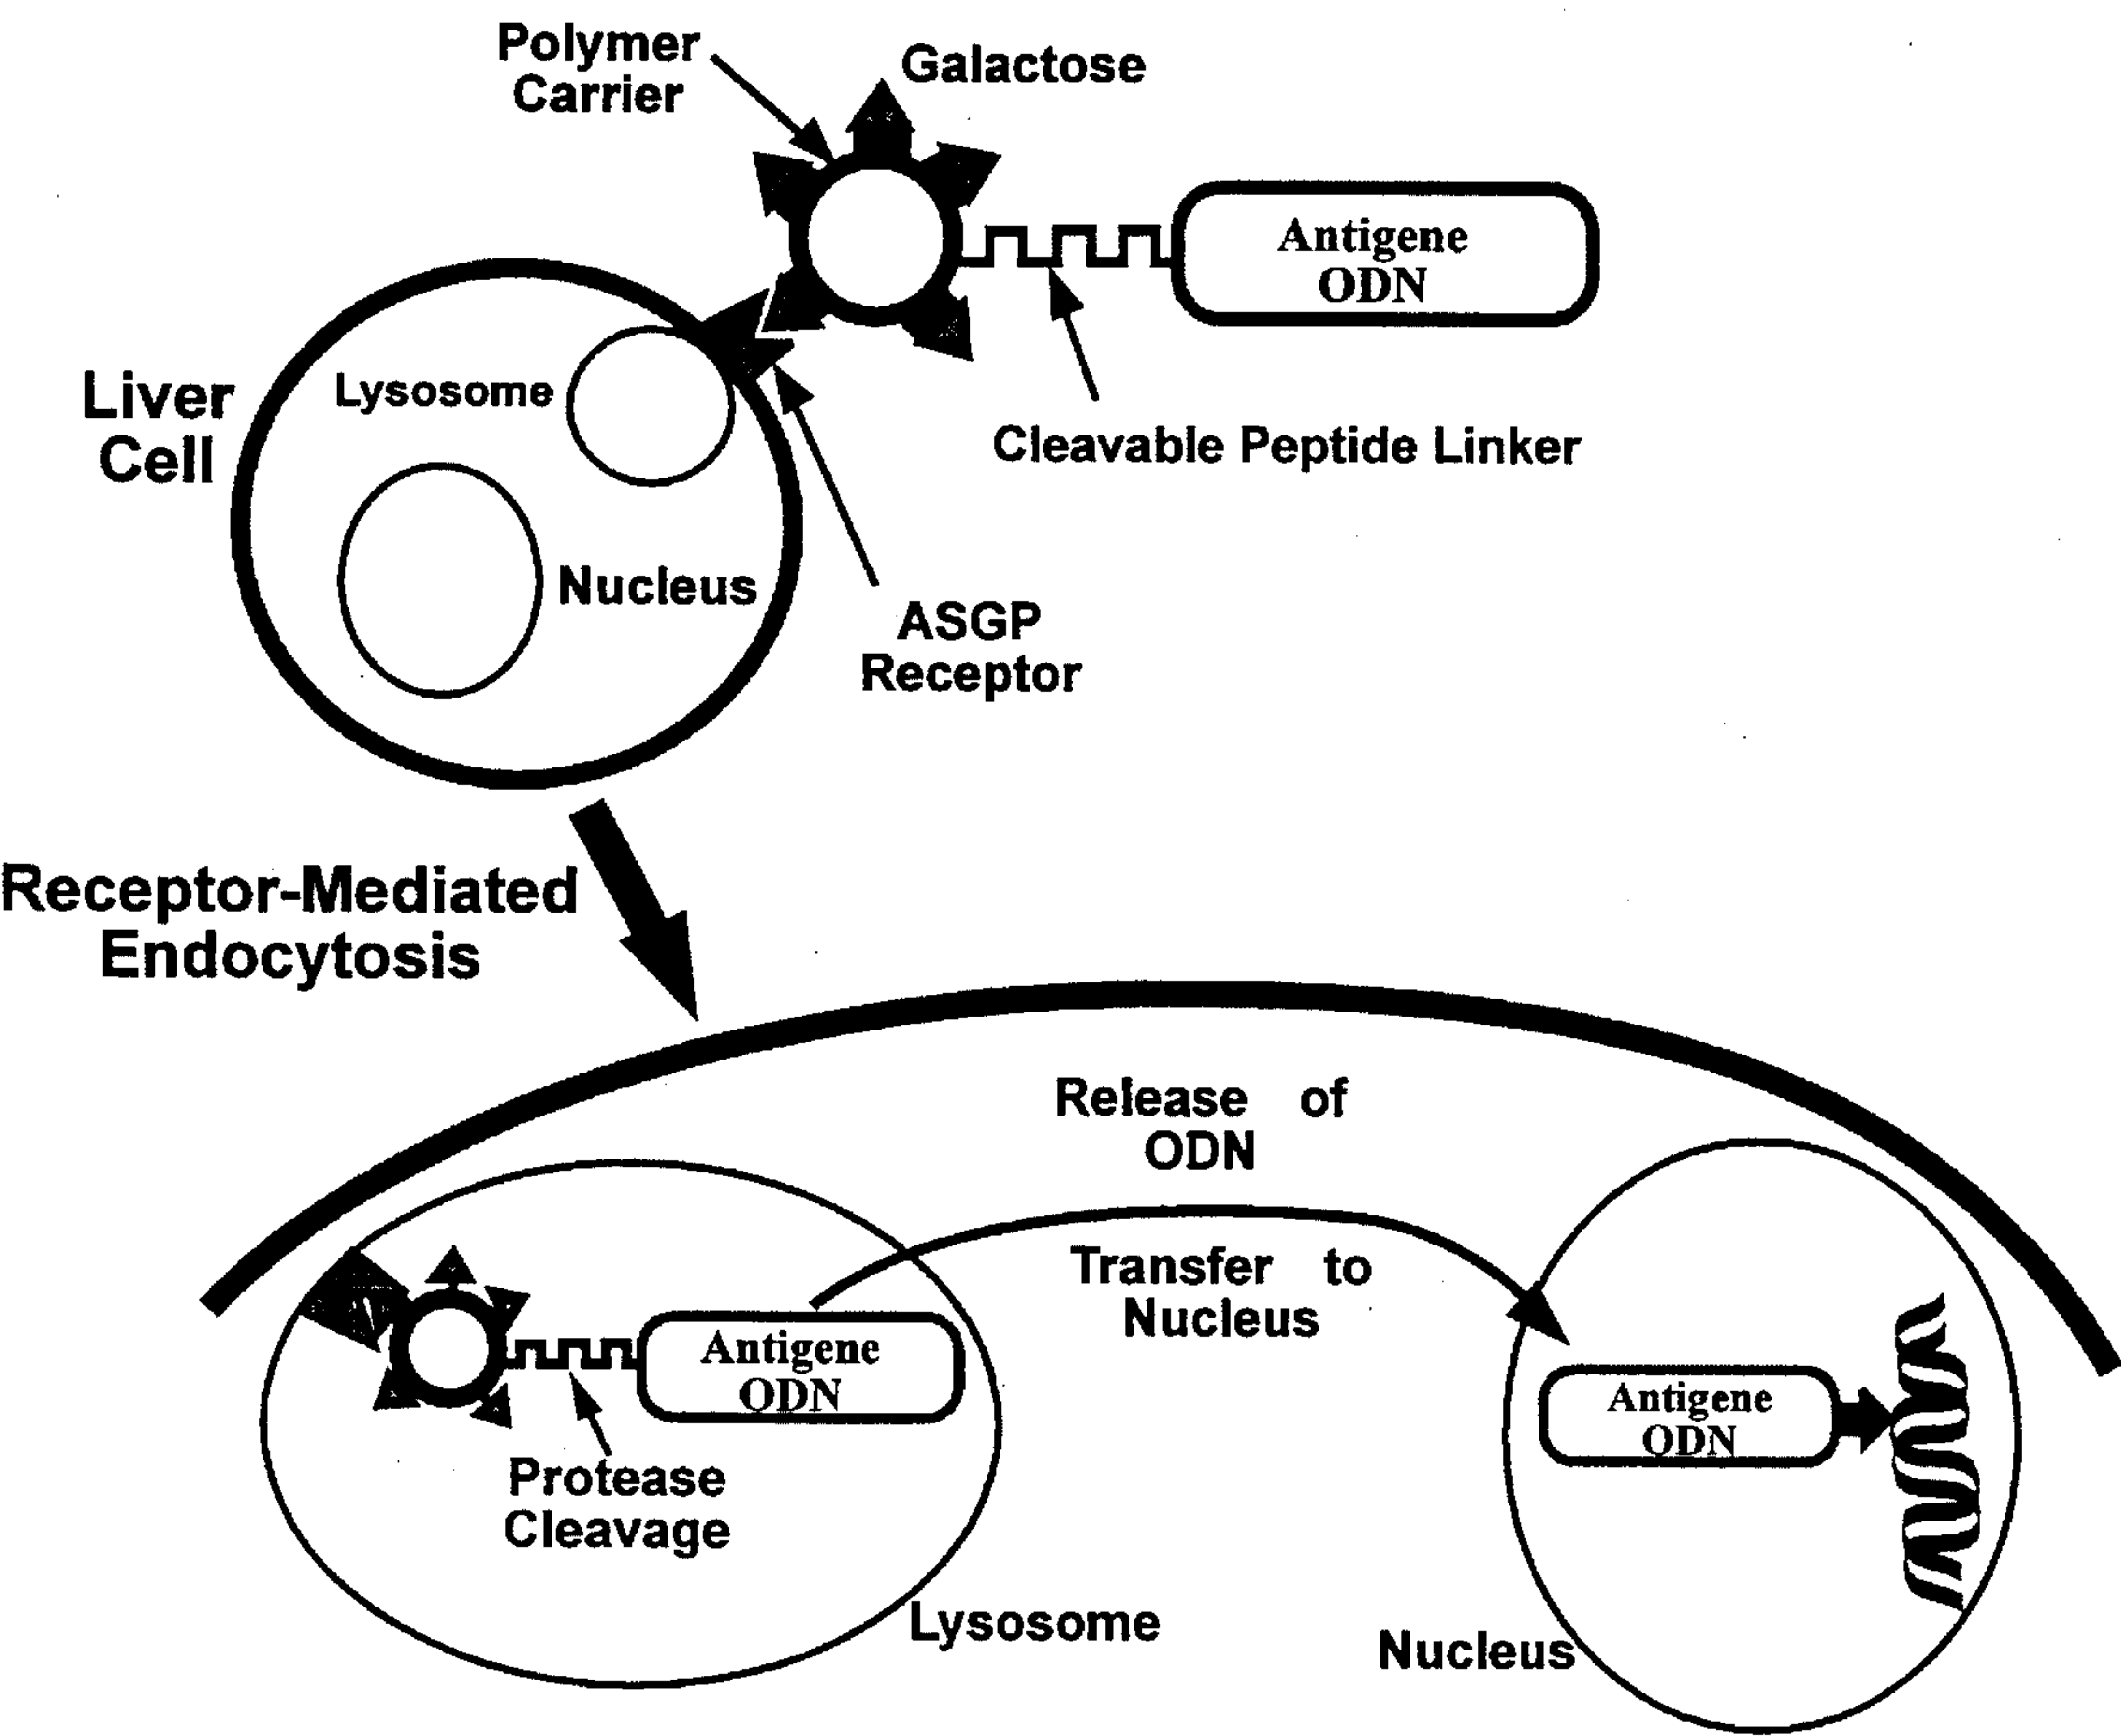 Polymer
Carrier
Galactose
Antigene
ODN
Liver
Cell
Lysosome
Cleavable Peptide Linker
Nucleus
ASGP
Receptor
Receptor-Mediated
Endocytosis
Release of
ODN
Transfer to
Nucleus
Antigene
ODN
Antigene
ODN
Protease
Cleavage
Lysosome
Nucleus